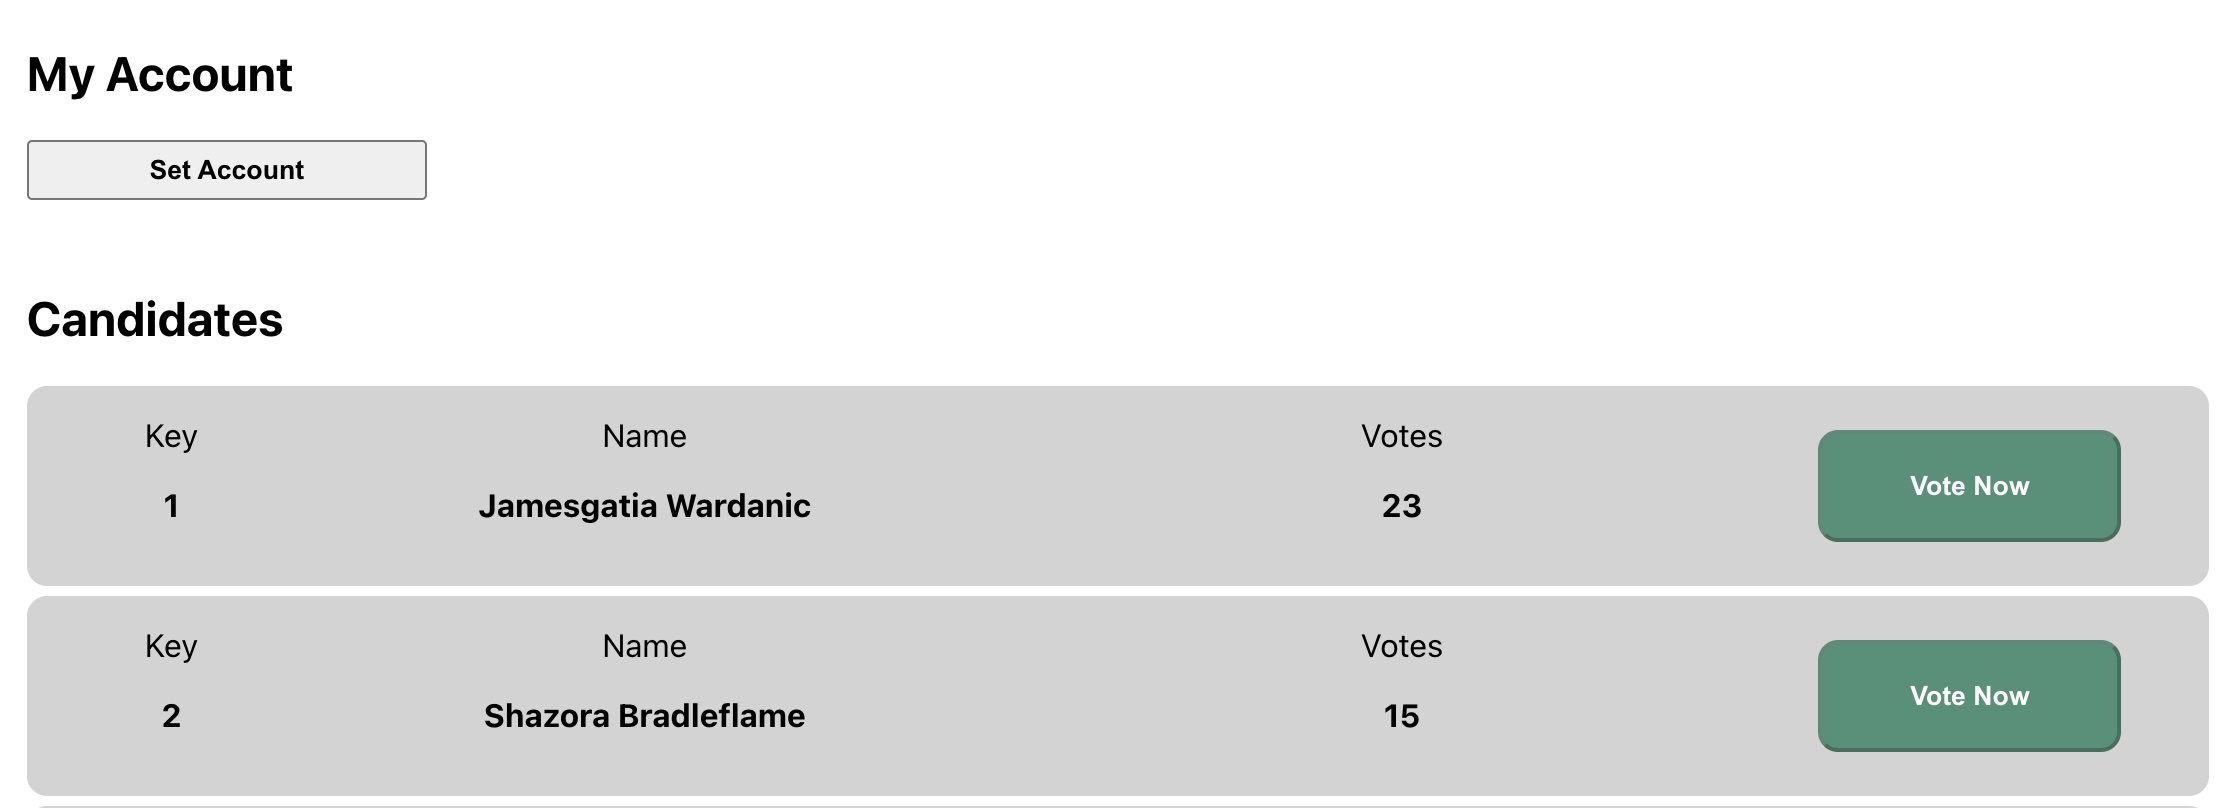 My Account
Set Account
Candidates
Key Name Votes
1 Jamesgatia Wardanic 23 Vote Now
Key Name Votes
2 Shazora Bradleflame 15 Vote Now